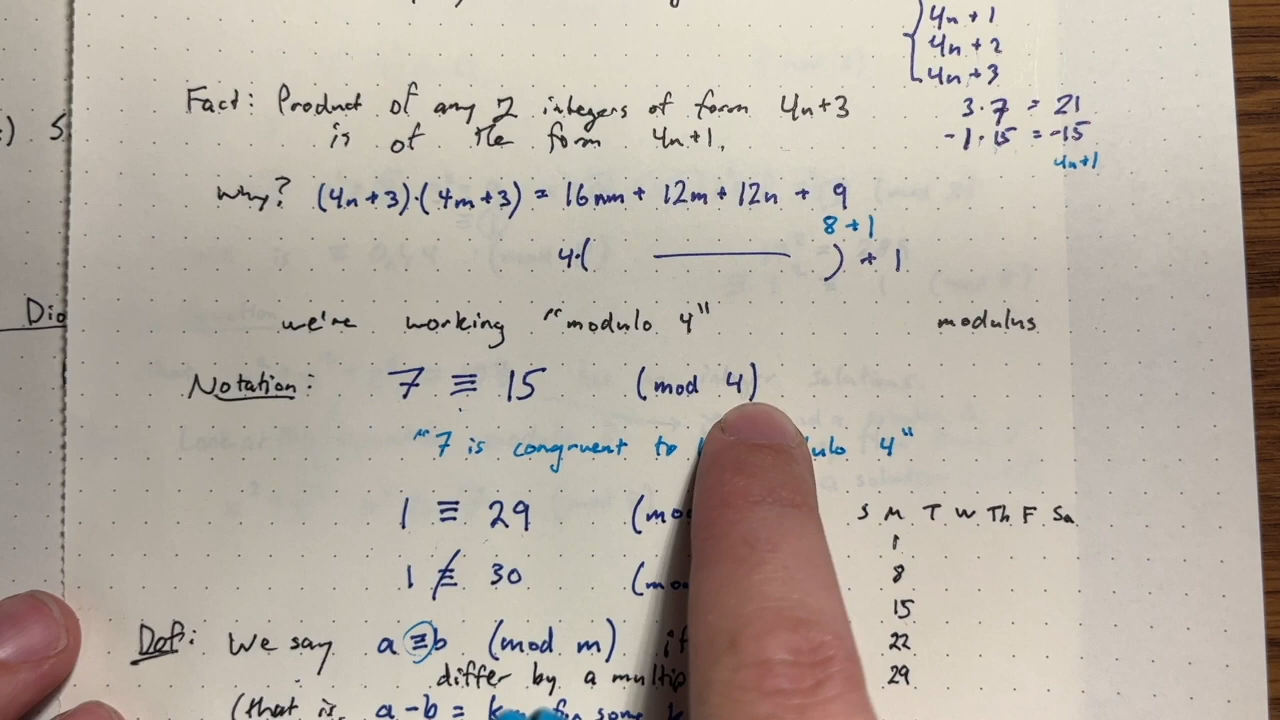 4n+1
4n+2
4n+3
Fact: Product of any 2 integers of form 4n+3
is of the form 4n+1.
3·7 = 21
-1·15 = -15
4n+1
Why? (4n+3)·(4m+3) = 16nm + 12m + 12n + 9
8+1
4·( ) + 1
we're working "modulo 4"
modulus
Notation: 7 ≡ 15 (mod 4)
"7 is congruent to 4"
1 ≡ 29
1 ≢ 30
S M T W Th F Sa
1
8
15
22
29
Def: We say a≡b (mod m)
differ by a
(that is, a-b = some
Dio
) S